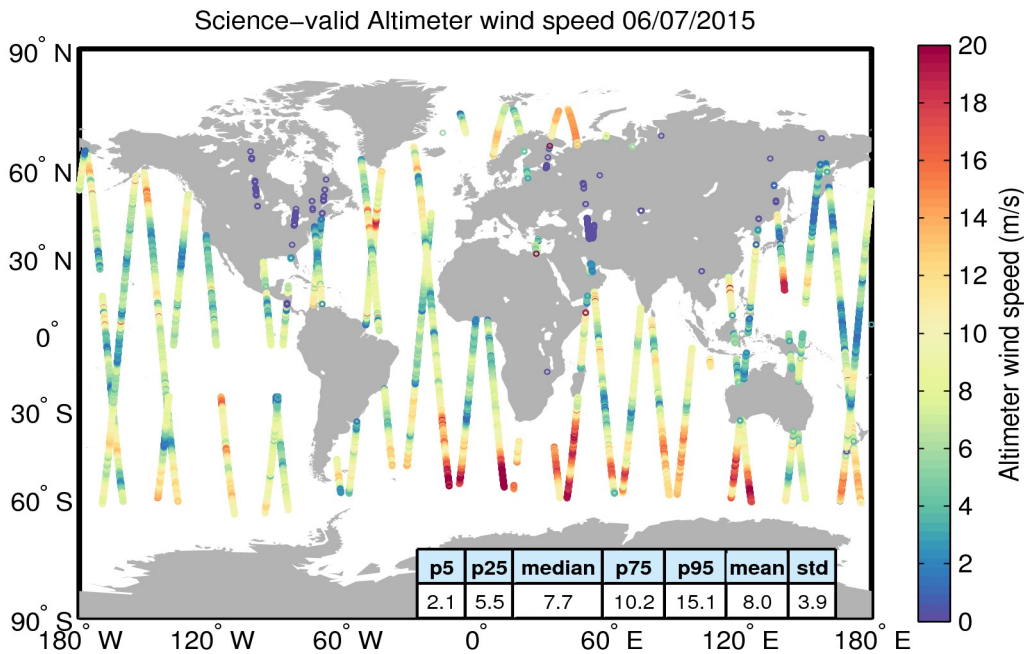 Science−valid Altimeter wind speed 06/07/2015
90° N
60° N
30° N
0°
30° S
60° S
90° S
180° W
120° W
60° W
0°
60° E
120° E
180° E
p5 p25 median p75 p95 mean std
2.1 5.5 7.7 10.2 15.1 8.0 3.9
20
18
16
14
12
10
8
6
4
2
0
Altimeter wind speed (m/s)